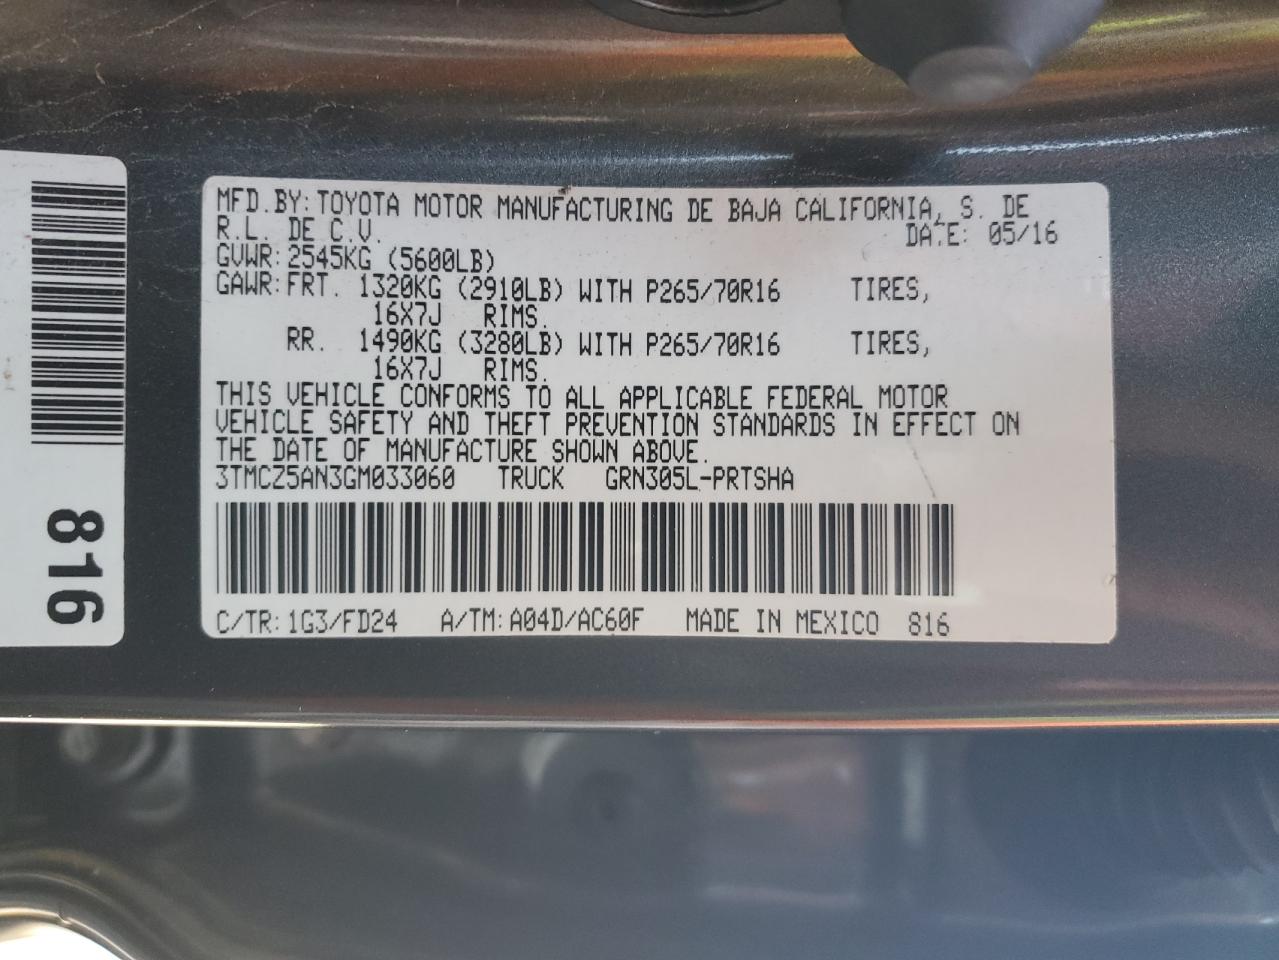 MFD.BY:TOYOTA MOTOR MANUFACTURING DE BAJA CALIFORNIA, S. DE
R.L. DE C.V.
DATE: 05/16
GVWR:2545KG (5600LB)
GAWR:FRT. 1320KG (2910LB) WITH P265/70R16 TIRES,
16X7J RIMS.
RR. 1490KG (3280LB) WITH P265/70R16 TIRES,
16X7J RIMS.
THIS VEHICLE CONFORMS TO ALL APPLICABLE FEDERAL MOTOR
VEHICLE SAFETY AND THEFT PREVENTION STANDARDS IN EFFECT ON
THE DATE OF MANUFACTURE SHOWN ABOVE.
3TMCZ5AN3GM033060 TRUCK GRN305L-PRTSHA
C/TR:1G3/FD24 A/TM:A04D/AC60F MADE IN MEXICO 816
816